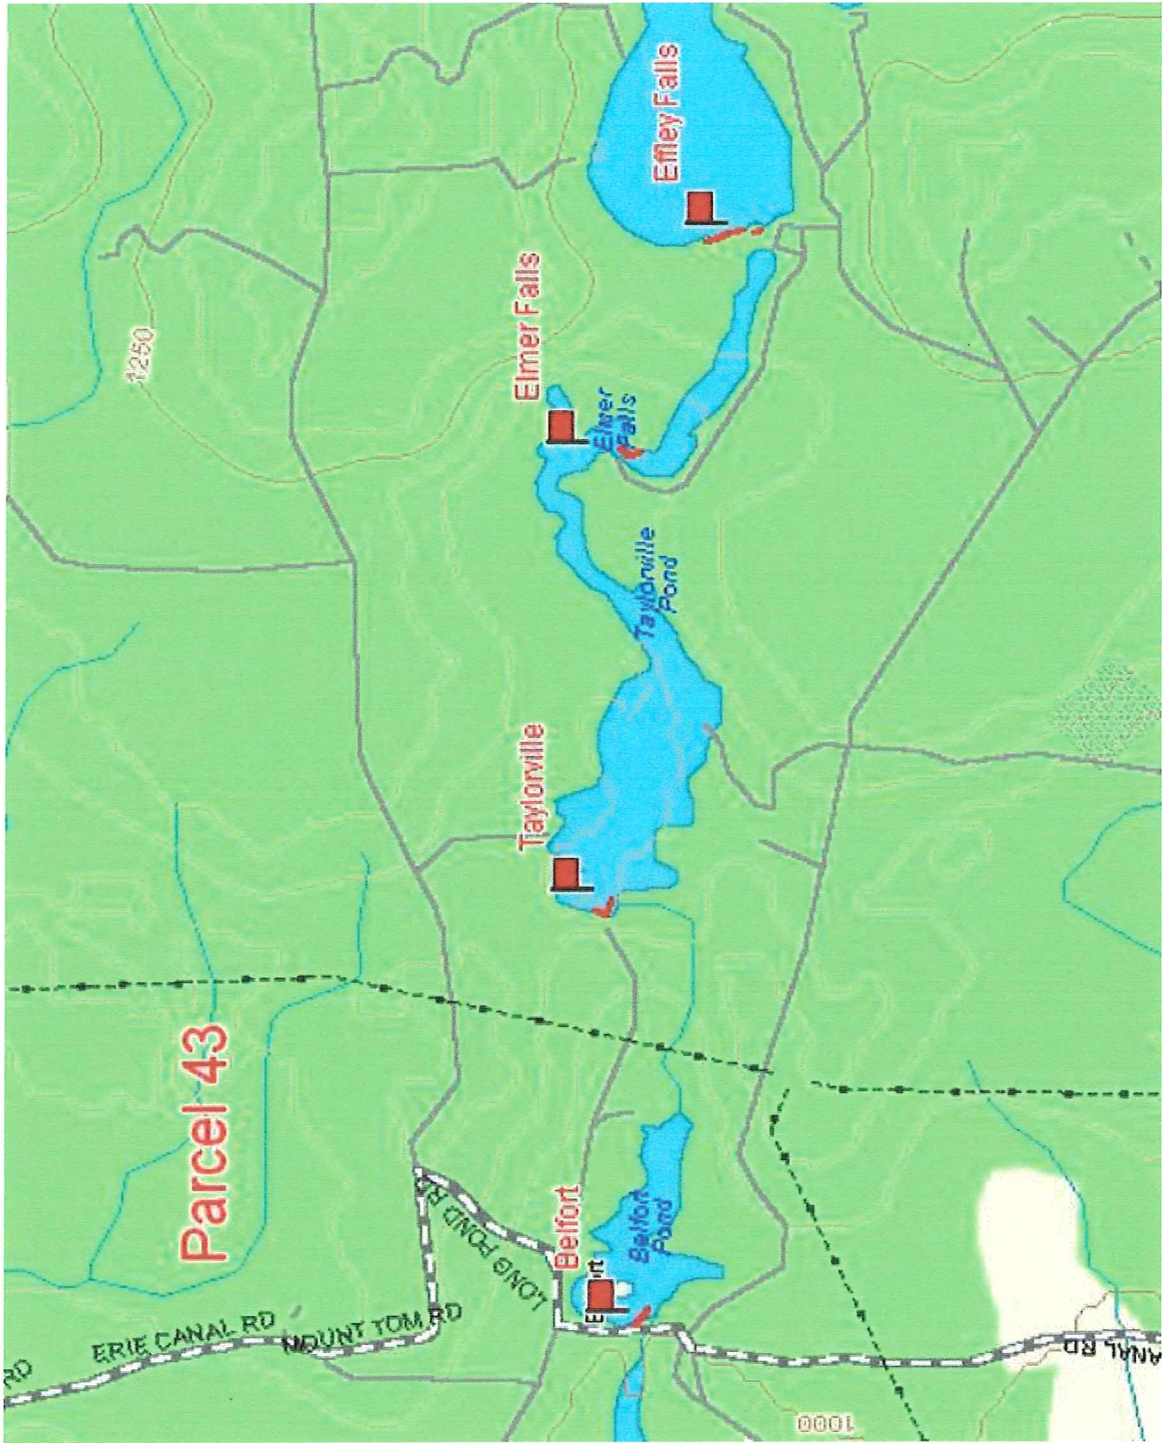 Parcel 43
Effley Falls
Elmer Falls
Elmer
Falls
1250
Taylorville
Pond
Taylorville
Belfort
Belfort
Pond
LONG POND RD
MOUNT TOM RD
ERIE CANAL RD
RD
ANAL RD
1000